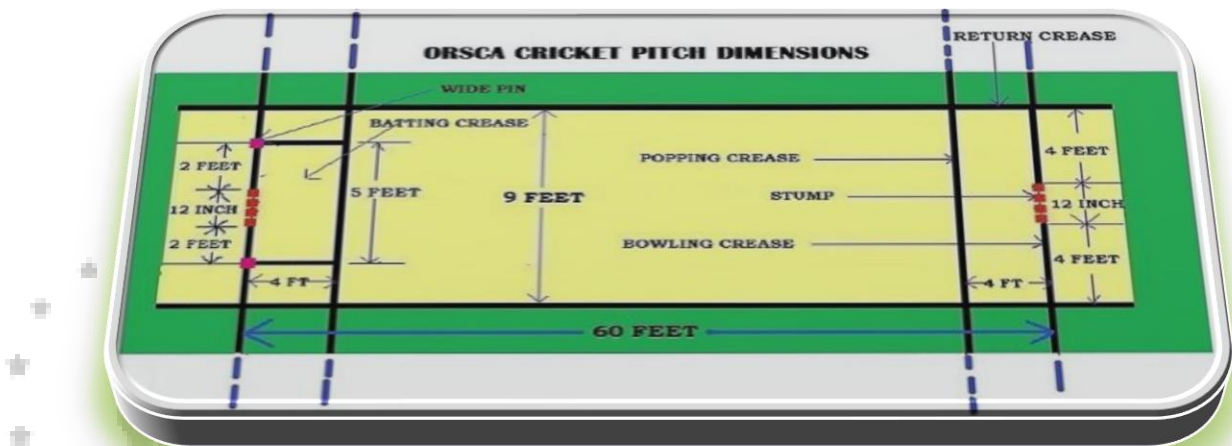 RETURN CREASE
ORSCA CRICKET PITCH DIMENSIONS
WIDE PIN
BATTING CREASE
2 FEET
12 INCH
2 FEET
5 FEET
4 FT
9 FEET
POPPING CREASE
STUMP
BOWLING CREASE
4 FEET
12 INCH
4 FEET
4 FT
60 FEET